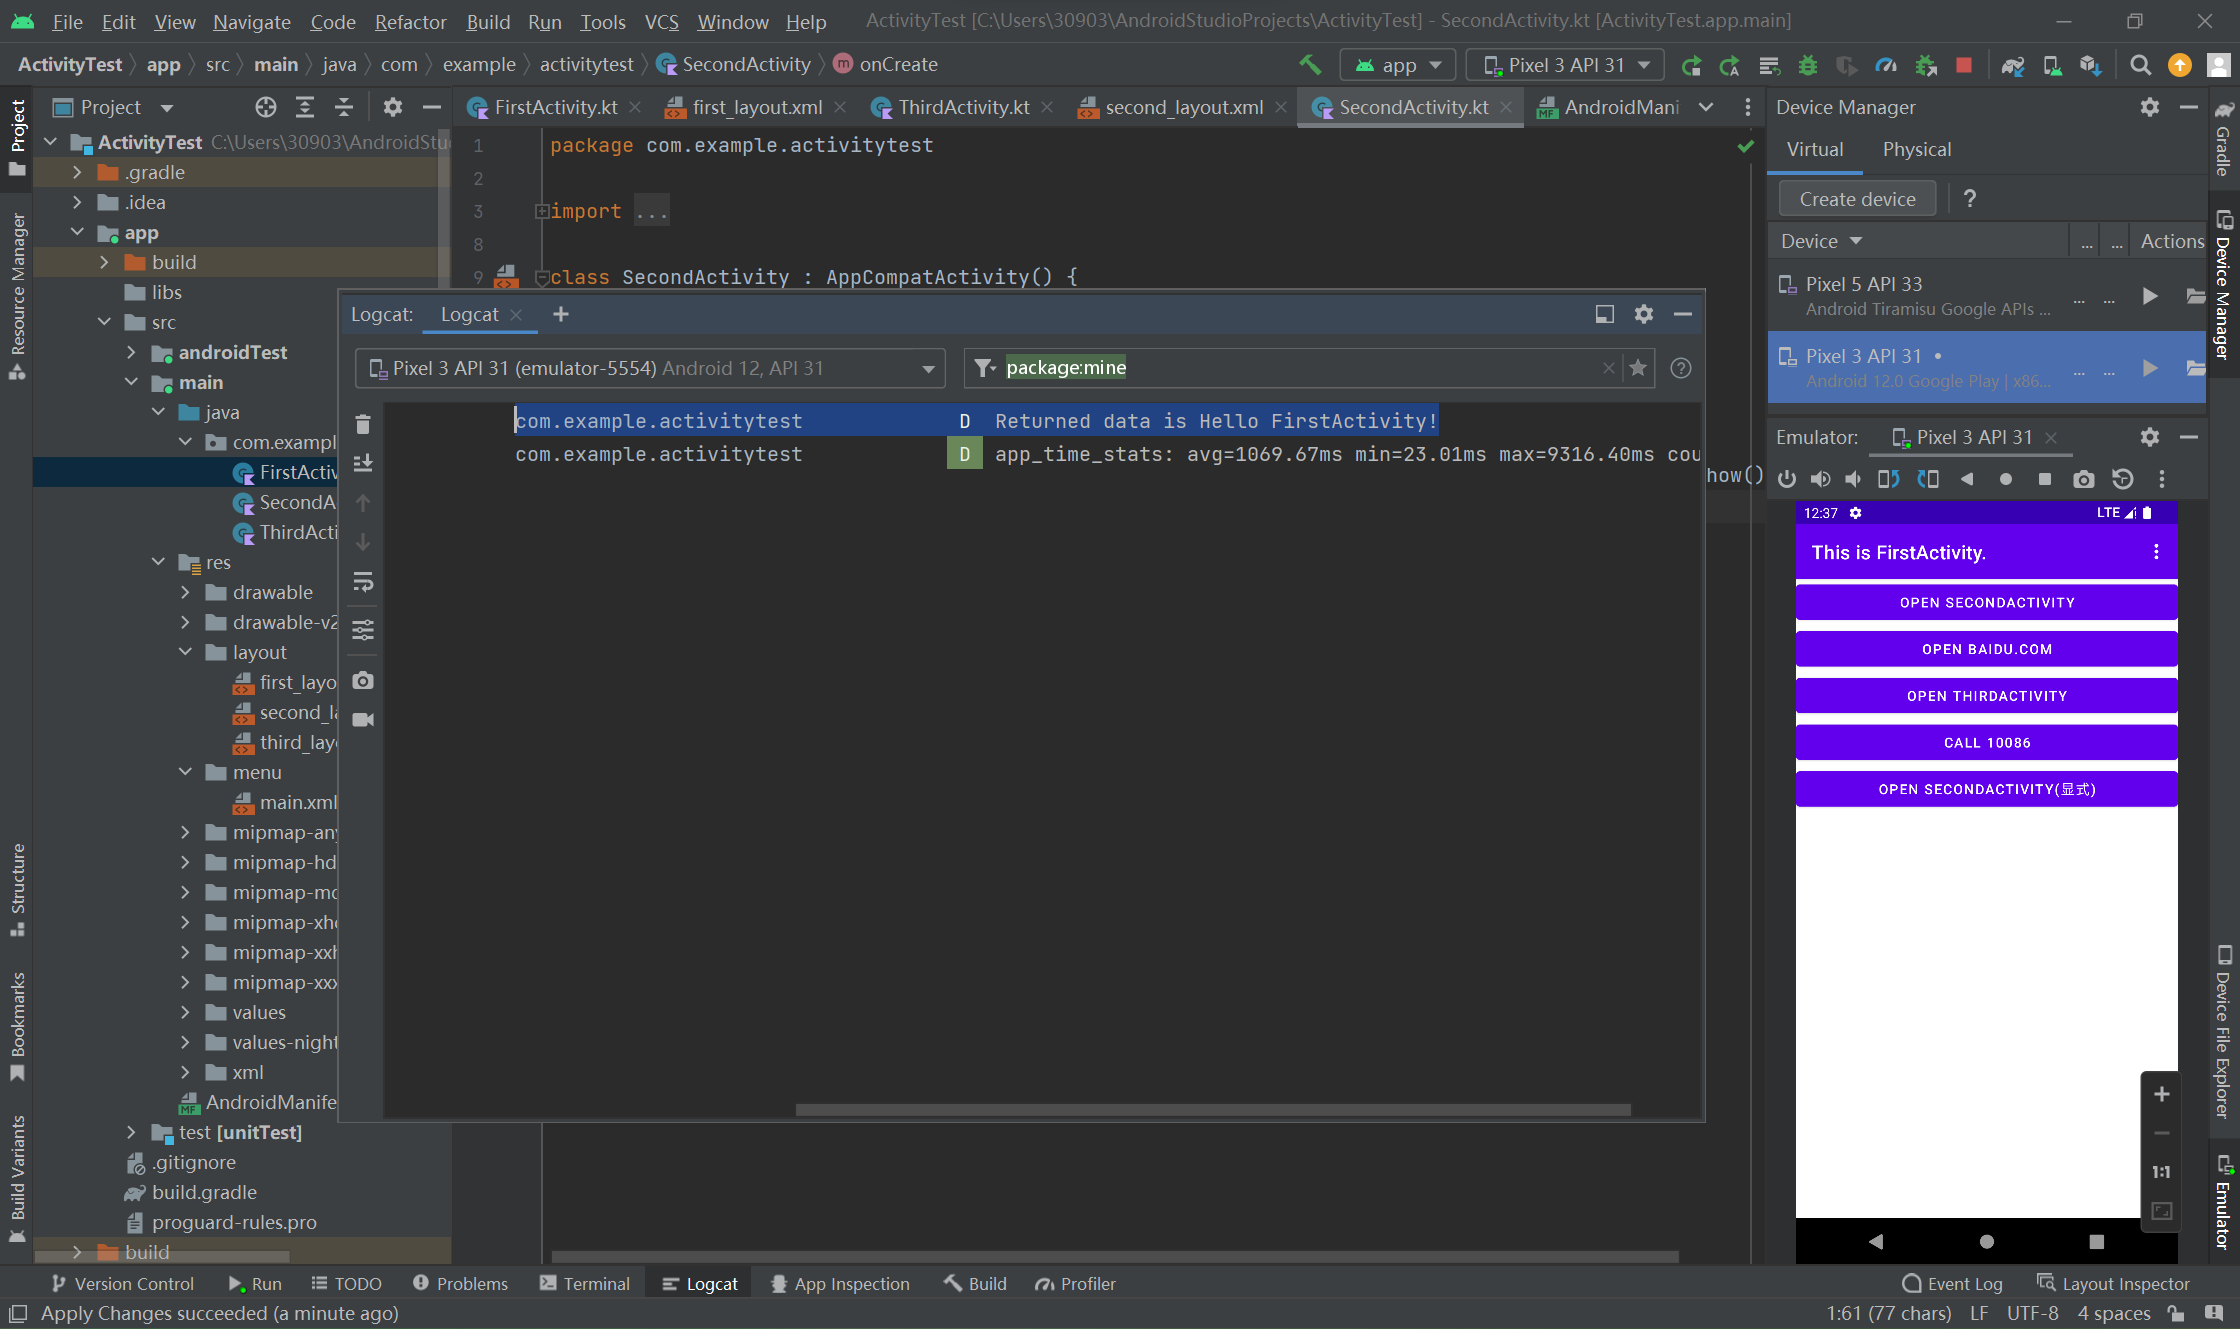 File Edit View Navigate Code Refactor Build Run Tools VCS Window Help ActivityTest [C:\Users\30903\AndroidStudioProjects\ActivityTest] - SecondActivity.kt [ActivityTest.app.main]
ActivityTest app src main java com example activitytest SecondActivity m onCreate app Pixel 3 API 31
Project
FirstActivity.kt first_layout.xml ThirdActivity.kt second_layout.xml SecondActivity.kt AndroidMani
Device Manager
ActivityTest C:\Users\30903\AndroidStu
.gradle
.idea
app
build
libs
src
androidTest
main
java
com.exampl
FirstActiv
SecondA
ThirdActi
res
drawable
drawable-v2
layout
first_layo
second_la
third_lay
menu
main.xml
mipmap-any
mipmap-hd
mipmap-md
mipmap-xhd
mipmap-xxh
mipmap-xxx
values
values-night
xml
AndroidManife
test [unitTest]
.gitignore
build.gradle
proguard-rules.pro
build
1 package com.example.activitytest
2
3 import ...
8
9 class SecondActivity : AppCompatActivity() {
how()
Logcat: Logcat
Pixel 3 API 31 (emulator-5554) Android 12, API 31
package:mine
com.example.activitytest D Returned data is Hello FirstActivity!
com.example.activitytest D app_time_stats: avg=1069.67ms min=23.01ms max=9316.40ms cou
Virtual Physical
Create device ?
Device ... ... Actions
Pixel 5 API 33
Android Tiramisu Google APIs ...
... ...
Pixel 3 API 31
Android 12.0 Google Play | x86...
... ...
Emulator: Pixel 3 API 31
12:37 LTE
This is FirstActivity.
OPEN SECONDACTIVITY
OPEN BAIDU.COM
OPEN THIRDACTIVITY
CALL 10086
OPEN SECONDACTIVITY(显式)
1:1
Project
Resource Manager
Structure
Bookmarks
Build Variants
Gradle
Device Manager
Device File Explorer
Emulator
Version Control Run TODO Problems Terminal Logcat App Inspection Build Profiler Event Log Layout Inspector
Apply Changes succeeded (a minute ago) 1:61 (77 chars) LF UTF-8 4 spaces